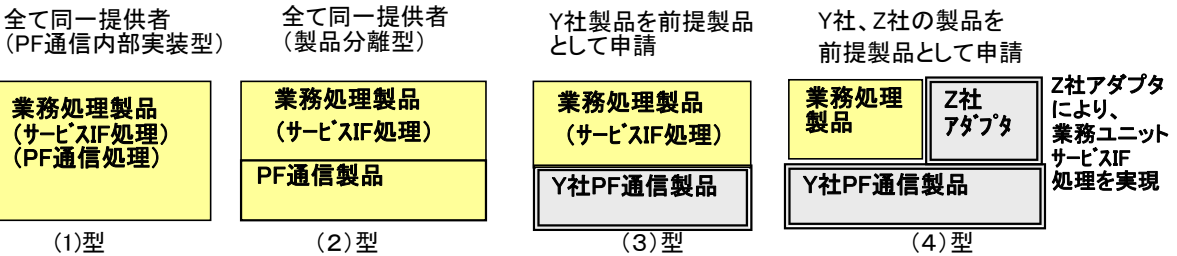 全て同一提供者
(PF通信内部実装型)
業務処理製品
(サービスIF処理)
(PF通信処理)
(1)型
全て同一提供者
(製品分離型)
業務処理製品
(サービスIF処理)
PF通信製品
(２)型
Y社製品を前提製品
として申請
業務処理製品
(サービスIF処理)
Y社PF通信製品
(３)型
Y社、Z社の製品を
前提製品として申請
業務処理
製品
Z社
アダプタ
Y社PF通信製品
Z社アダプタ
により、
業務ユニット
サービスIF
処理を実現
(４)型